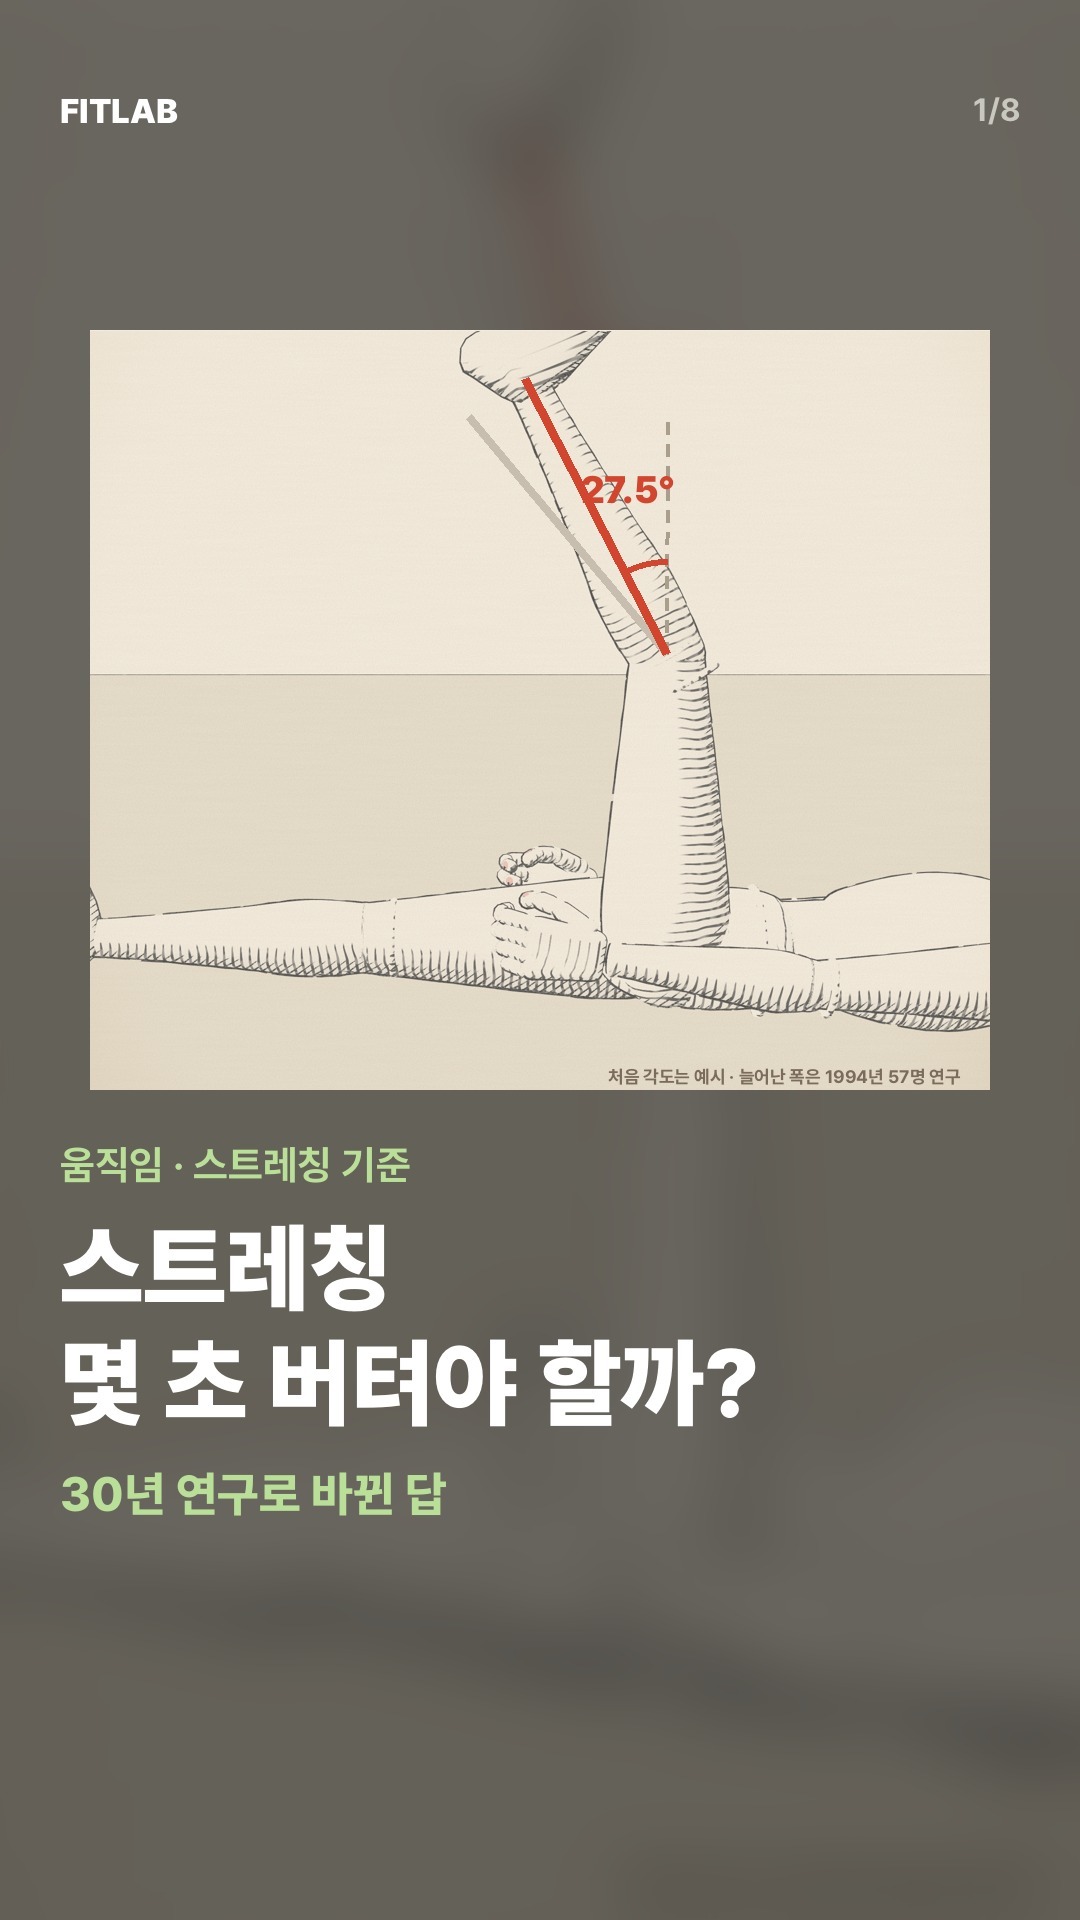 FITLAB
1/8
27.5°
처음 각도는 예시 · 늘어난 폭은 1994년 57명 연구
움직임 · 스트레칭 기준
스트레칭
몇 초 버텨야 할까?
30년 연구로 바뀐 답